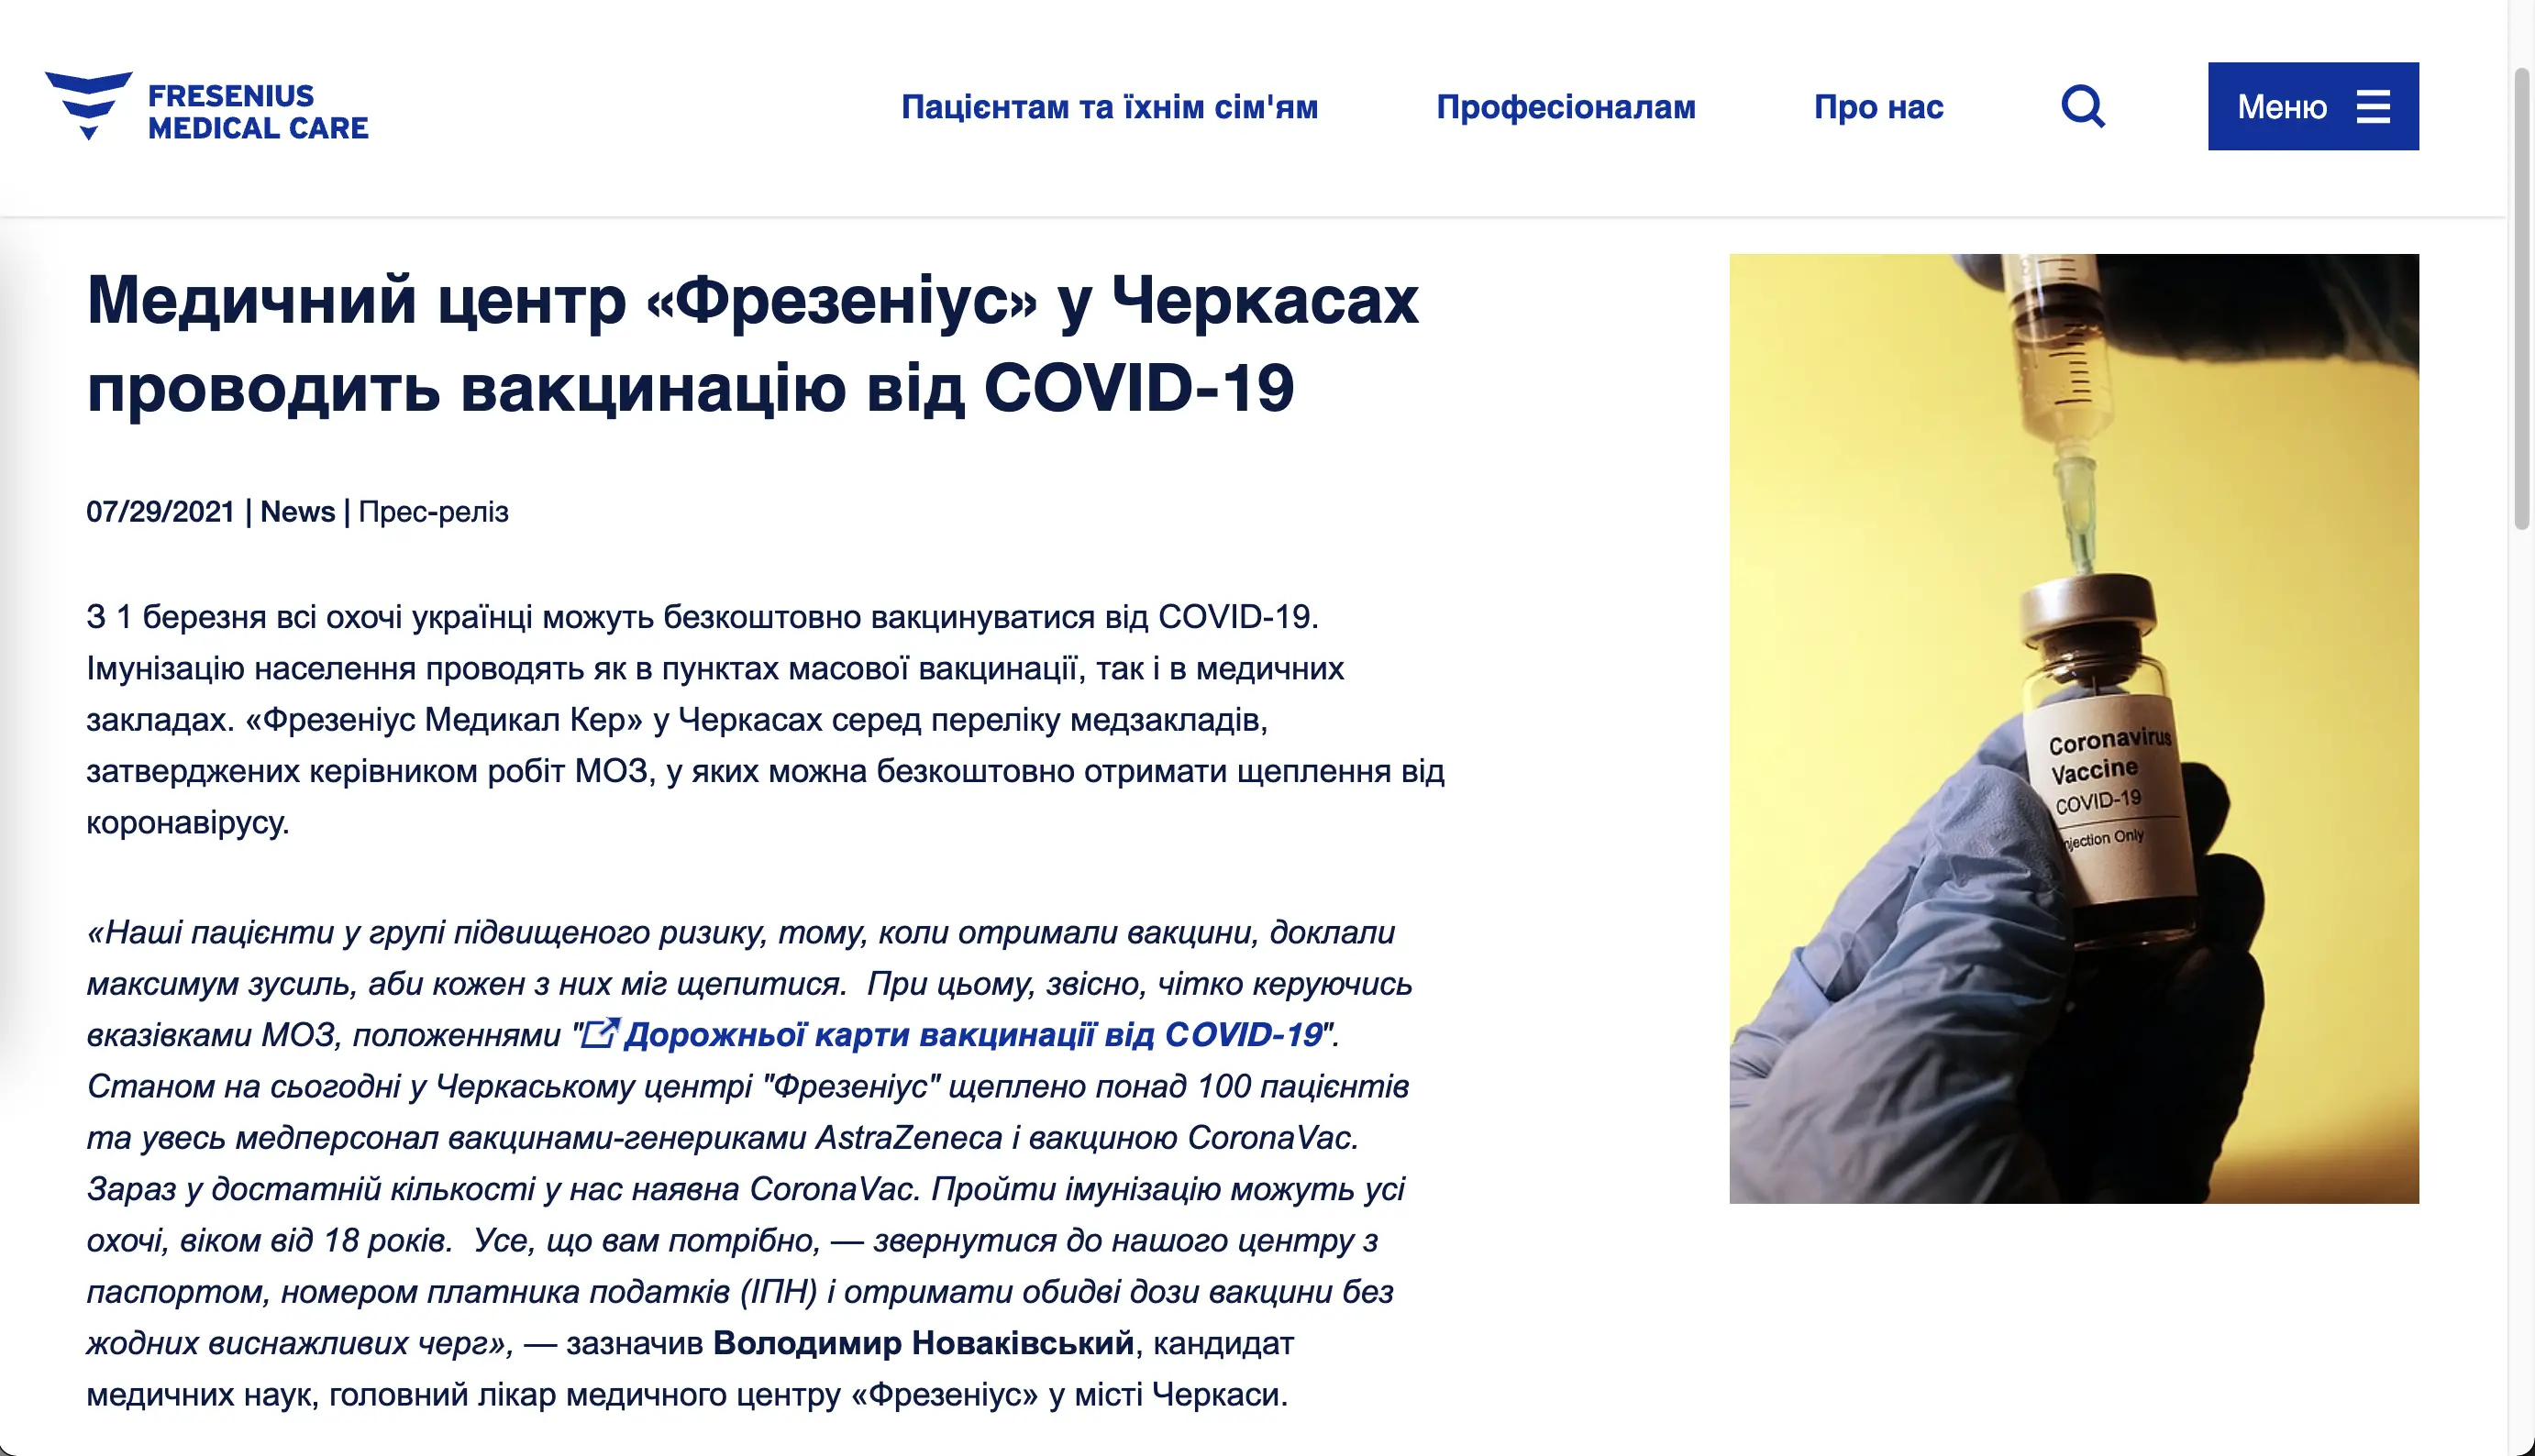 FRESENIUS
MEDICAL CARE
Пацієнтам та їхнім сім'ям
Професіоналам
Про нас
Меню
Медичний центр «Фрезеніус» у Черкасах
проводить вакцинацію від COVID-19
07/29/2021 | News | Прес-реліз
З 1 березня всі охочі українці можуть безкоштовно вакцинуватися від COVID-19.
Імунізацію населення проводять як в пунктах масової вакцинації, так і в медичних
закладах. «Фрезеніус Медикал Кер» у Черкасах серед переліку медзакладів,
затверджених керівником робіт МОЗ, у яких можна безкоштовно отримати щеплення від
коронавірусу.
«Наші пацієнти у групі підвищеного ризику, тому, коли отримали вакцини, доклали
максимум зусиль, аби кожен з них міг щепитися.  При цьому, звісно, чітко керуючись
вказівками МОЗ, положеннями "Дорожньої карти вакцинації від COVID-19".
Станом на сьогодні у Черкаському центрі "Фрезеніус" щеплено понад 100 пацієнтів
та увесь медперсонал вакцинами-генериками AstraZeneca і вакциною CoronaVac.
Зараз у достатній кількості у нас наявна CoronaVac. Пройти імунізацію можуть усі
охочі, віком від 18 років.  Усе, що вам потрібно, — звернутися до нашого центру з
паспортом, номером платника податків (ІПН) і отримати обидві дози вакцини без
жодних виснажливих черг», — зазначив Володимир Новаківський, кандидат
медичних наук, головний лікар медичного центру «Фрезеніус» у місті Черкаси.
Coronavirus
Vaccine
COVID-19
njection Only